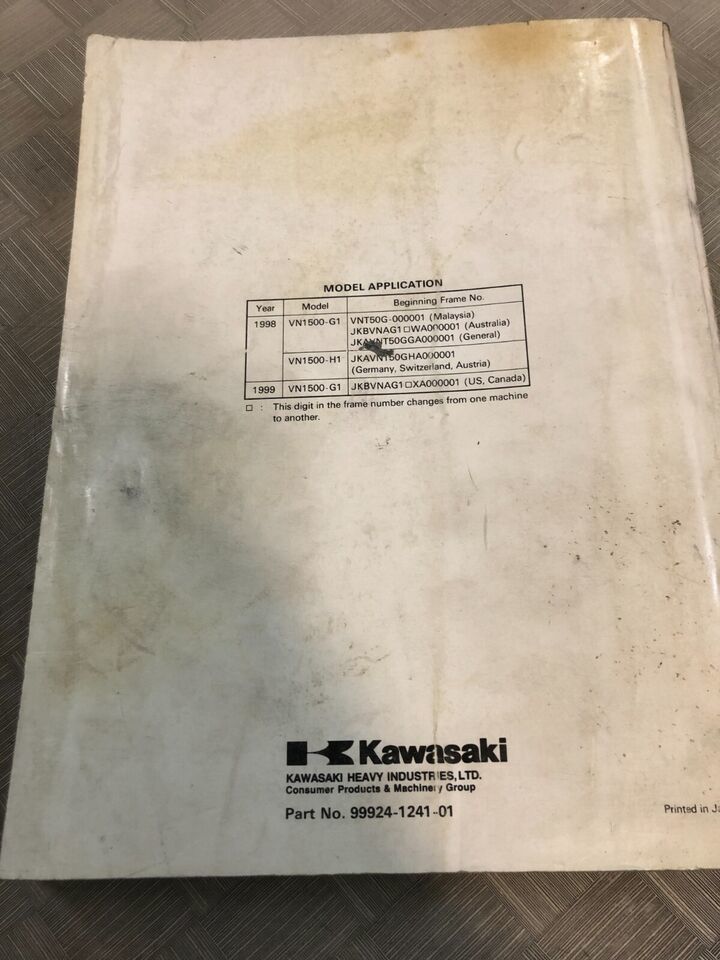 MODEL APPLICATION
Year Model Beginning Frame No.
1998 VN1500-G1 VNT50G-000001 (Malaysia)
JKBVNAG1□WA000001 (Australia)
JKAVNT50GGA000001 (General)
VN1500-H1 JKAVNT50GHA000001
(Germany, Switzerland, Austria)
1999 VN1500-G1 JKBVNAG1□XA000001 (US, Canada)
□ : This digit in the frame number changes from one machine
to another.
Kawasaki
KAWASAKI HEAVY INDUSTRIES, LTD.
Consumer Products & Machinery Group
Part No. 99924-1241-01
Printed in Ja